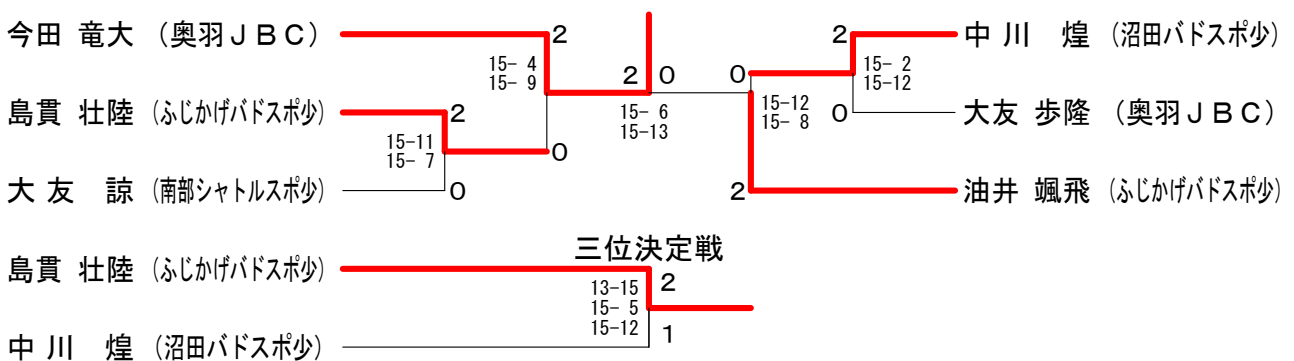 今田 竜大 （奥羽ＪＢＣ）
2
15- 4
15- 9
島貫 壮陸 （ふじかげバドスポ少）
2
15-11
15- 7
0
大 友　諒 （南部シャトルスポ少）
0
2 0
15- 6
15-13
2
中 川　煌 （沼田バドスポ少）
15- 2
15-12
0
大友 歩隆 （奥羽ＪＢＣ）
0
15-12
15- 8
2
油井 颯飛 （ふじかげバドスポ少）
三位決定戦
島貫 壮陸 （ふじかげバドスポ少）
2
13-15
15- 5
15-12
1
中 川　煌 （沼田バドスポ少）